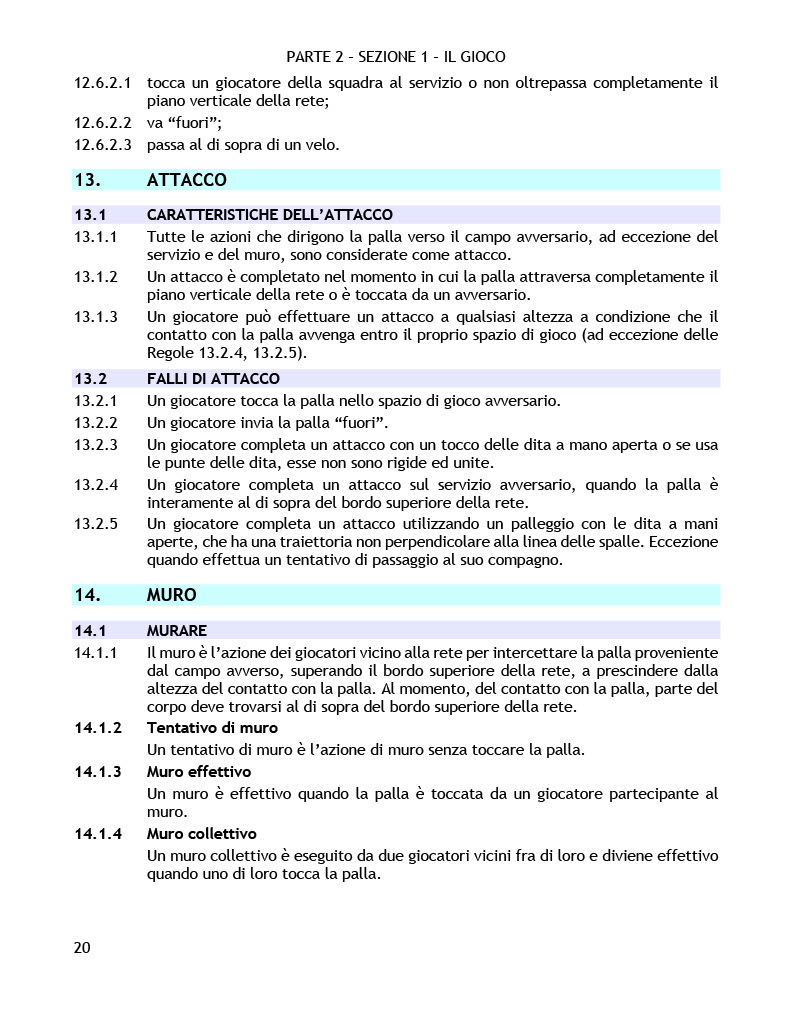 PARTE 2 – SEZIONE 1 – IL GIOCO
12.6.2.1 tocca un giocatore della squadra al servizio o non oltrepassa completamente il
piano verticale della rete;
12.6.2.2 va “fuori”;
12.6.2.3 passa al di sopra di un velo.
13. ATTACCO
13.1 CARATTERISTICHE DELL’ATTACCO
13.1.1 Tutte le azioni che dirigono la palla verso il campo avversario, ad eccezione del
servizio e del muro, sono considerate come attacco.
13.1.2 Un attacco è completato nel momento in cui la palla attraversa completamente il
piano verticale della rete o è toccata da un avversario.
13.1.3 Un giocatore può effettuare un attacco a qualsiasi altezza a condizione che il
contatto con la palla avvenga entro il proprio spazio di gioco (ad eccezione delle
Regole 13.2.4, 13.2.5).
13.2 FALLI DI ATTACCO
13.2.1 Un giocatore tocca la palla nello spazio di gioco avversario.
13.2.2 Un giocatore invia la palla “fuori”.
13.2.3 Un giocatore completa un attacco con un tocco delle dita a mano aperta o se usa
le punte delle dita, esse non sono rigide ed unite.
13.2.4 Un giocatore completa un attacco sul servizio avversario, quando la palla è
interamente al di sopra del bordo superiore della rete.
13.2.5 Un giocatore completa un attacco utilizzando un palleggio con le dita a mani
aperte, che ha una traiettoria non perpendicolare alla linea delle spalle. Eccezione
quando effettua un tentativo di passaggio al suo compagno.
14. MURO
14.1 MURARE
14.1.1 Il muro è l’azione dei giocatori vicino alla rete per intercettare la palla proveniente
dal campo avverso, superando il bordo superiore della rete, a prescindere dalla
altezza del contatto con la palla. Al momento, del contatto con la palla, parte del
corpo deve trovarsi al di sopra del bordo superiore della rete.
14.1.2 Tentativo di muro
Un tentativo di muro è l’azione di muro senza toccare la palla.
14.1.3 Muro effettivo
Un muro è effettivo quando la palla è toccata da un giocatore partecipante al
muro.
14.1.4 Muro collettivo
Un muro collettivo è eseguito da due giocatori vicini fra di loro e diviene effettivo
quando uno di loro tocca la palla.
20